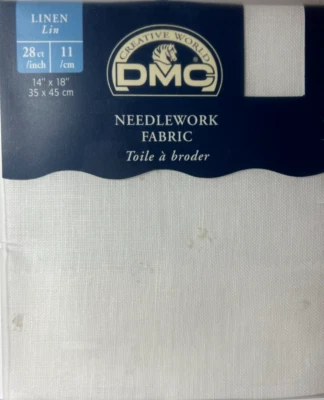 LINEN
Lin
28 ct 11
/inch /cm
14" x 18"
35 x 45 cm
CREATIVE WORLD
DMC
NEEDLEWORK
FABRIC
Toile à broder